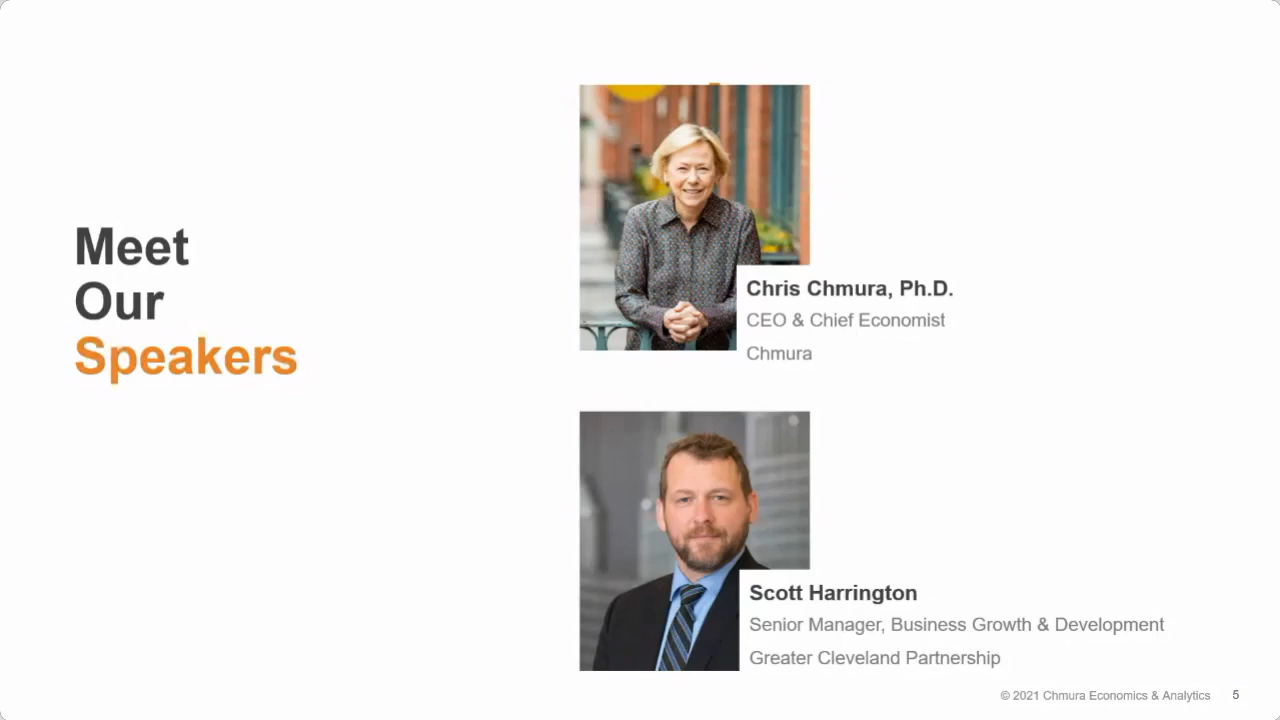 Meet
Our
Speakers
Chris Chmura, Ph.D.
CEO & Chief Economist
Chmura
Scott Harrington
Senior Manager, Business Growth & Development
Greater Cleveland Partnership
© 2021 Chmura Economics & Analytics 5